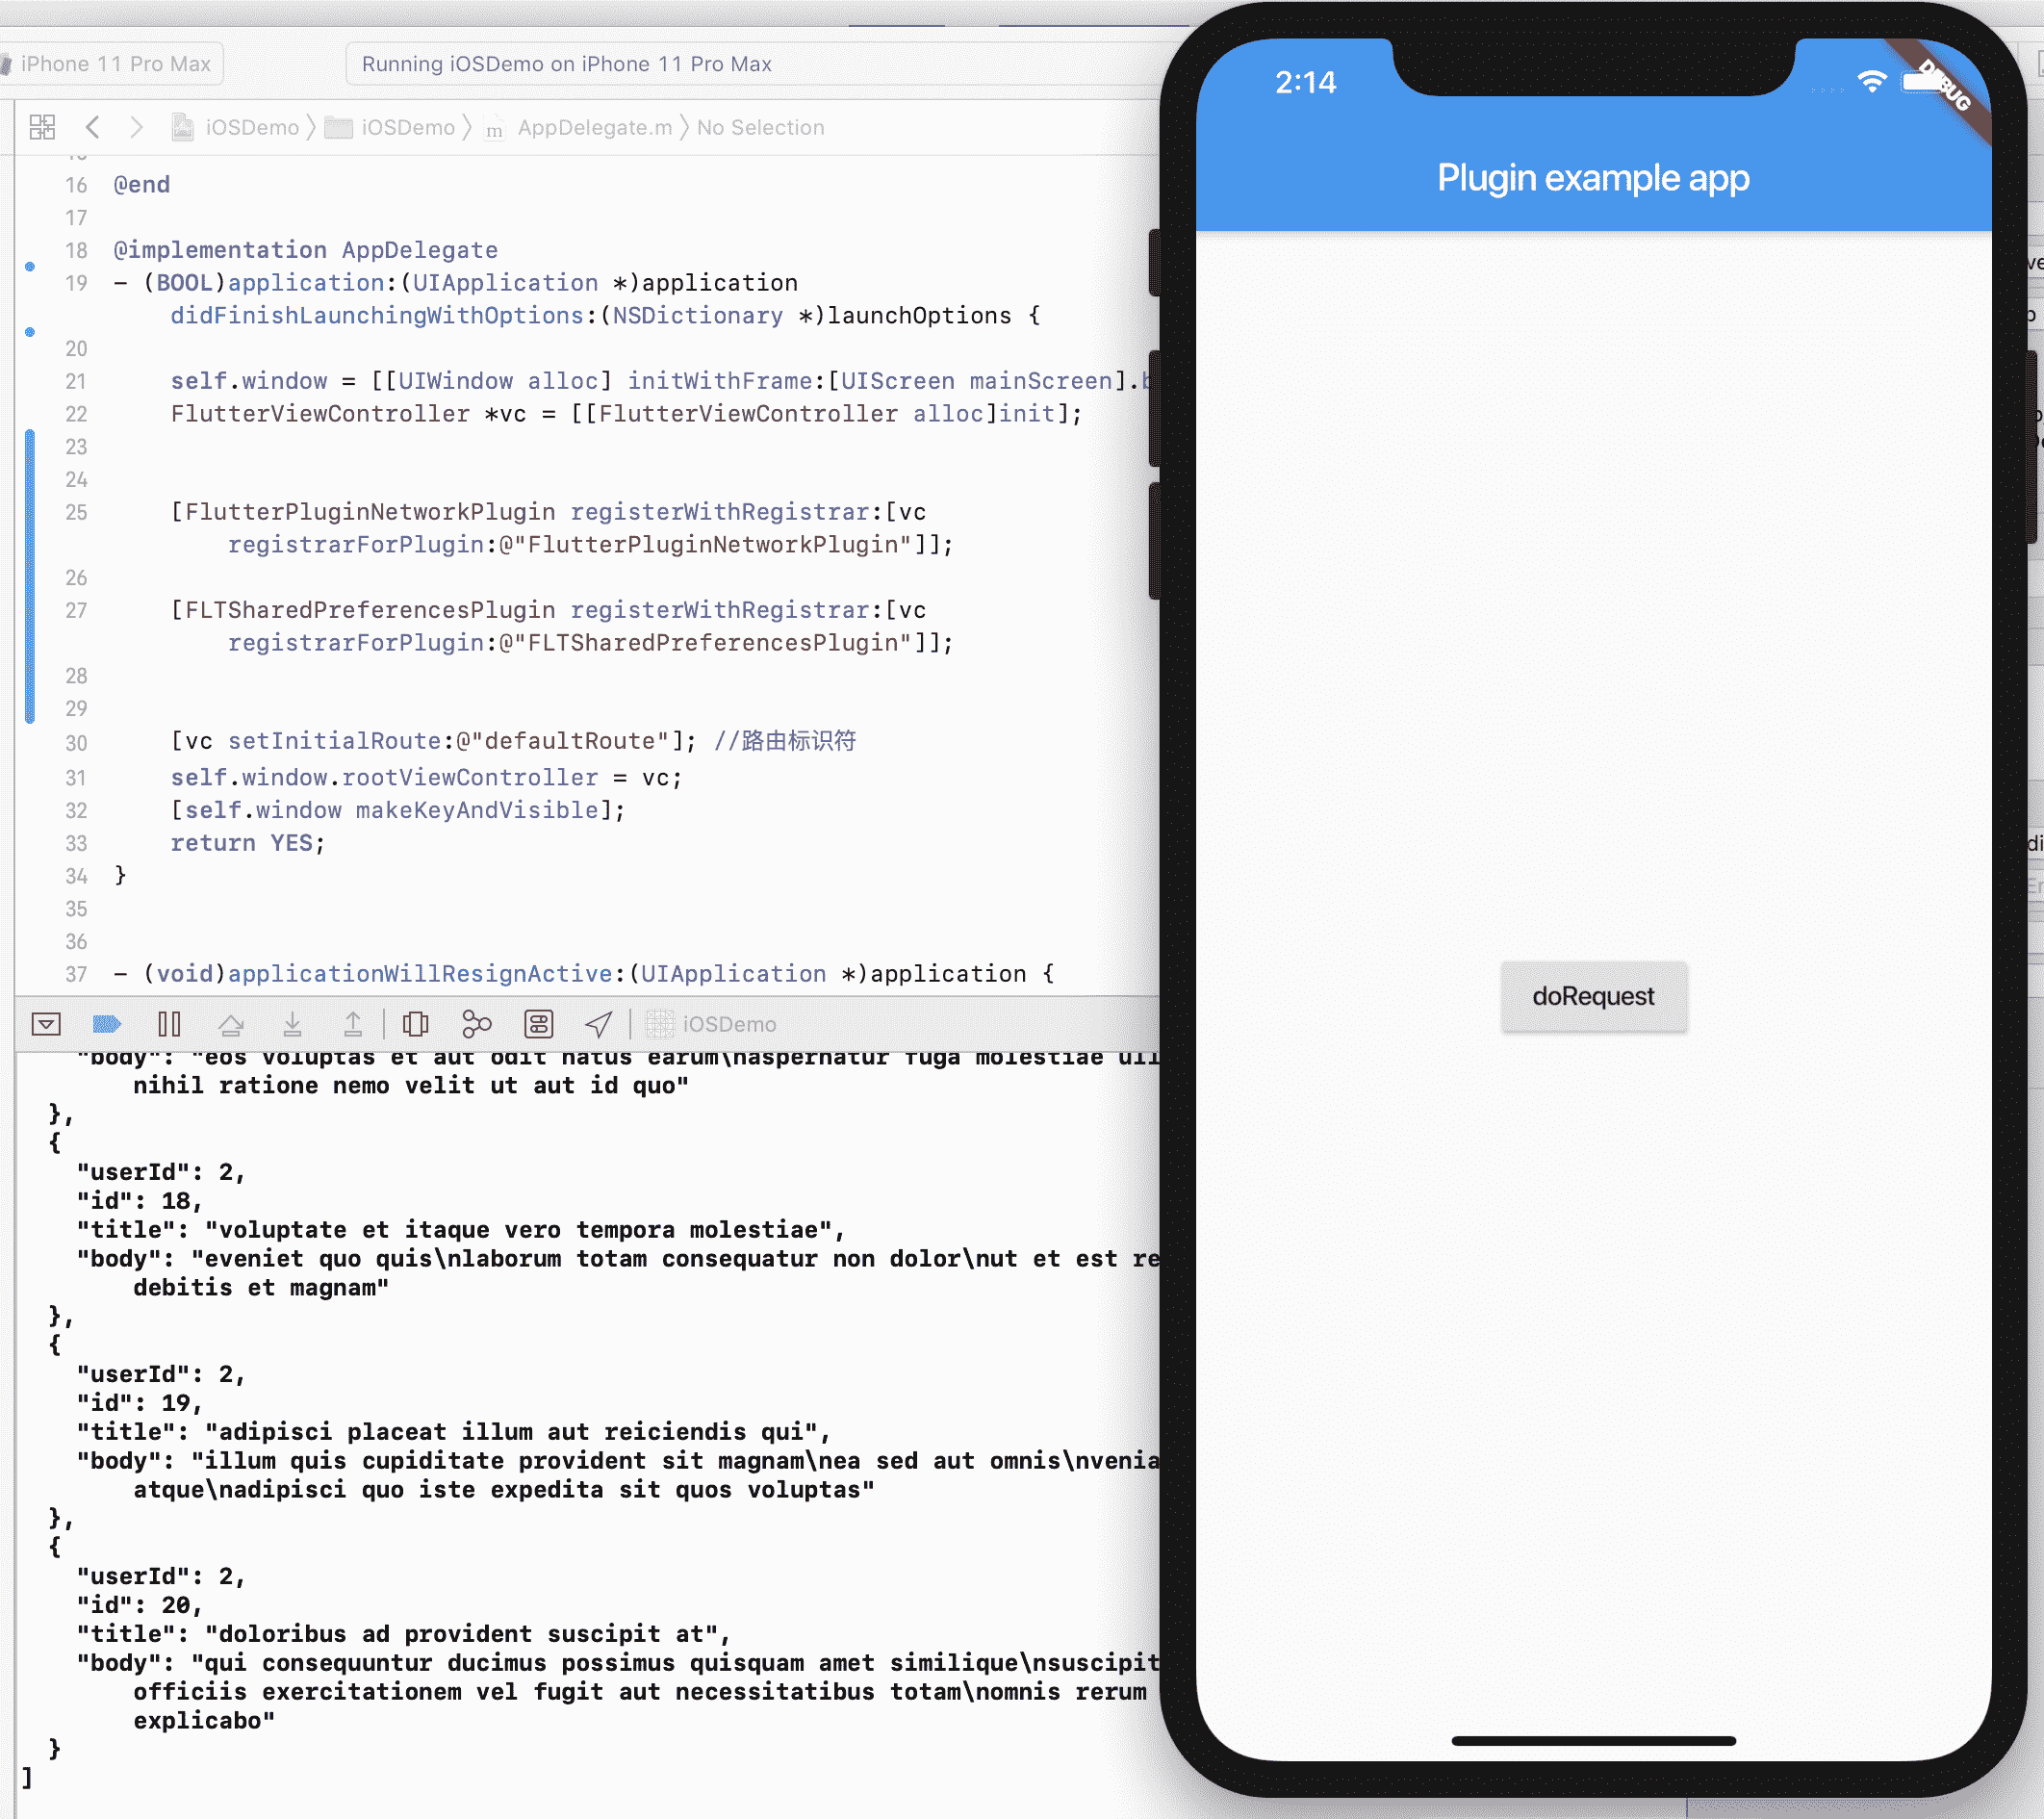 iPhone 11 Pro Max
Running iOSDemo on iPhone 11 Pro Max
iOSDemo
iOSDemo
m AppDelegate.m
No Selection
16 @end
17
18 @implementation AppDelegate
19 - (BOOL)application:(UIApplication *)application
didFinishLaunchingWithOptions:(NSDictionary *)launchOptions {
20
21 self.window = [[UIWindow alloc] initWithFrame:[UIScreen mainScreen].
22 FlutterViewController *vc = [[FlutterViewController alloc]init];
23
24
25 [FlutterPluginNetworkPlugin registerWithRegistrar:[vc
registrarForPlugin:@"FlutterPluginNetworkPlugin"]];
26
27 [FLTSharedPreferencesPlugin registerWithRegistrar:[vc
registrarForPlugin:@"FLTSharedPreferencesPlugin"]];
28
29
30 [vc setInitialRoute:@"defaultRoute"]; //路由标识符
31 self.window.rootViewController = vc;
32 [self.window makeKeyAndVisible];
33 return YES;
34 }
35
36
37 - (void)applicationWillResignActive:(UIApplication *)application {
iOSDemo
"body": "eos voluptas et aut odit natus earum\naspernatur fuga molestiae ull
nihil ratione nemo velit ut aut id quo"
},
{
"userId": 2,
"id": 18,
"title": "voluptate et itaque vero tempora molestiae",
"body": "eveniet quo quis\nlaborum totam consequatur non dolor\nut et est re
debitis et magnam"
},
{
"userId": 2,
"id": 19,
"title": "adipisci placeat illum aut reiciendis qui",
"body": "illum quis cupiditate provident sit magnam\nea sed aut omnis\nvenia
atque\nadipisci quo iste expedita sit quos voluptas"
},
{
"userId": 2,
"id": 20,
"title": "doloribus ad provident suscipit at",
"body": "qui consequuntur ducimus possimus quisquam amet similique\nsuscipit
officiis exercitationem vel fugit aut necessitatibus totam\nomnis rerum
explicabo"
}
]
2:14
DEBUG
Plugin example app
doRequest